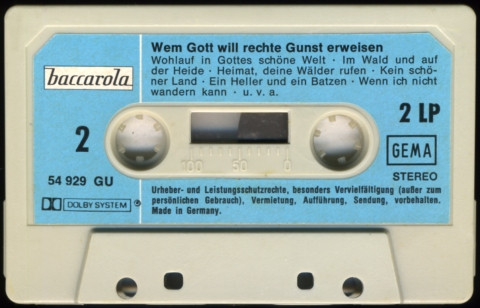 Wem Gott will rechte Gunst erweisen
Wohlauf in Gottes schöne Welt · Im Wald und auf
der Heide · Heimat, deine Wälder rufen · Kein schö-
ner Land · Ein Heller und ein Batzen · Wenn ich nicht
wandern kann · u. v. a.
baccarola
2
2 LP
100 50 0
GEMA
54 929 GU
STEREO
DOLBY SYSTEM
Urheber- und Leistungsschutzrechte, besonders Vervielfältigung (außer zum
persönlichen Gebrauch), Vermietung, Aufführung, Sendung, vorbehalten.
Made in Germany.